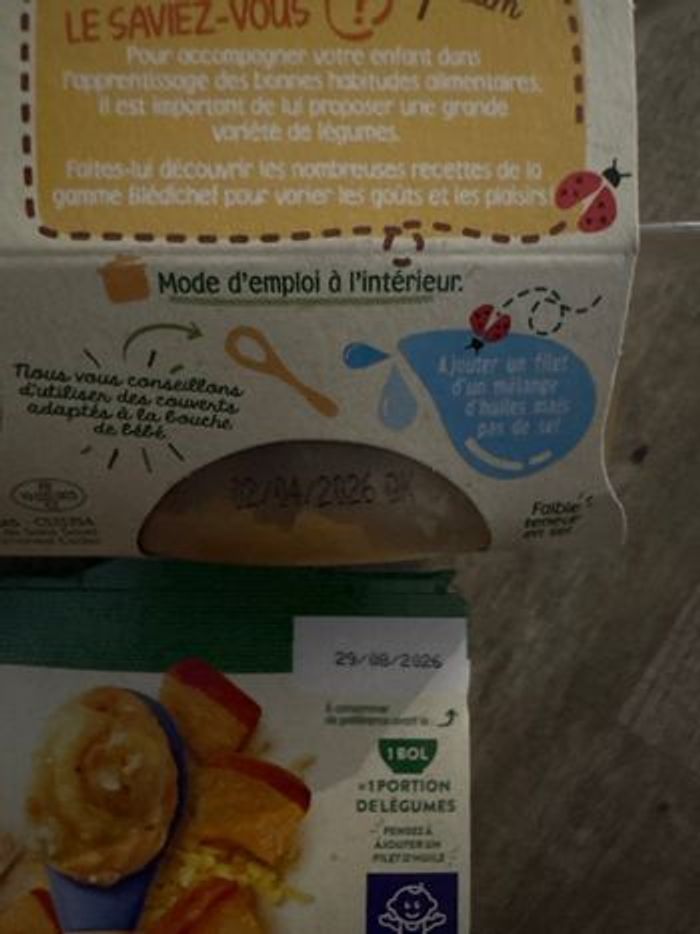 LE SAVIEZ-VOUS ?
Pour accompagner votre enfant dans
l'apprentissage des bonnes habitudes alimentaires,
il est important de lui proposer une grande
variété de légumes.
Faites-lui découvrir les nombreuses recettes de la
gamme Blédichef pour varier les goûts et les plaisirs!
Mode d'emploi à l'intérieur.
Nous vous conseillons
d'utiliser des couverts
adaptés à la bouche
de bébé
Ajouter un filet
d'un mélange
d'huiles mais
pas de sel
02/04/2026
Faible
teneur
en sel
29/08/2026
À consommer
de préférence avant le
1 BOL
=1 PORTION
DE LÉGUMES
PENSEZ À
AJOUTER UN
FILET D'HUILE